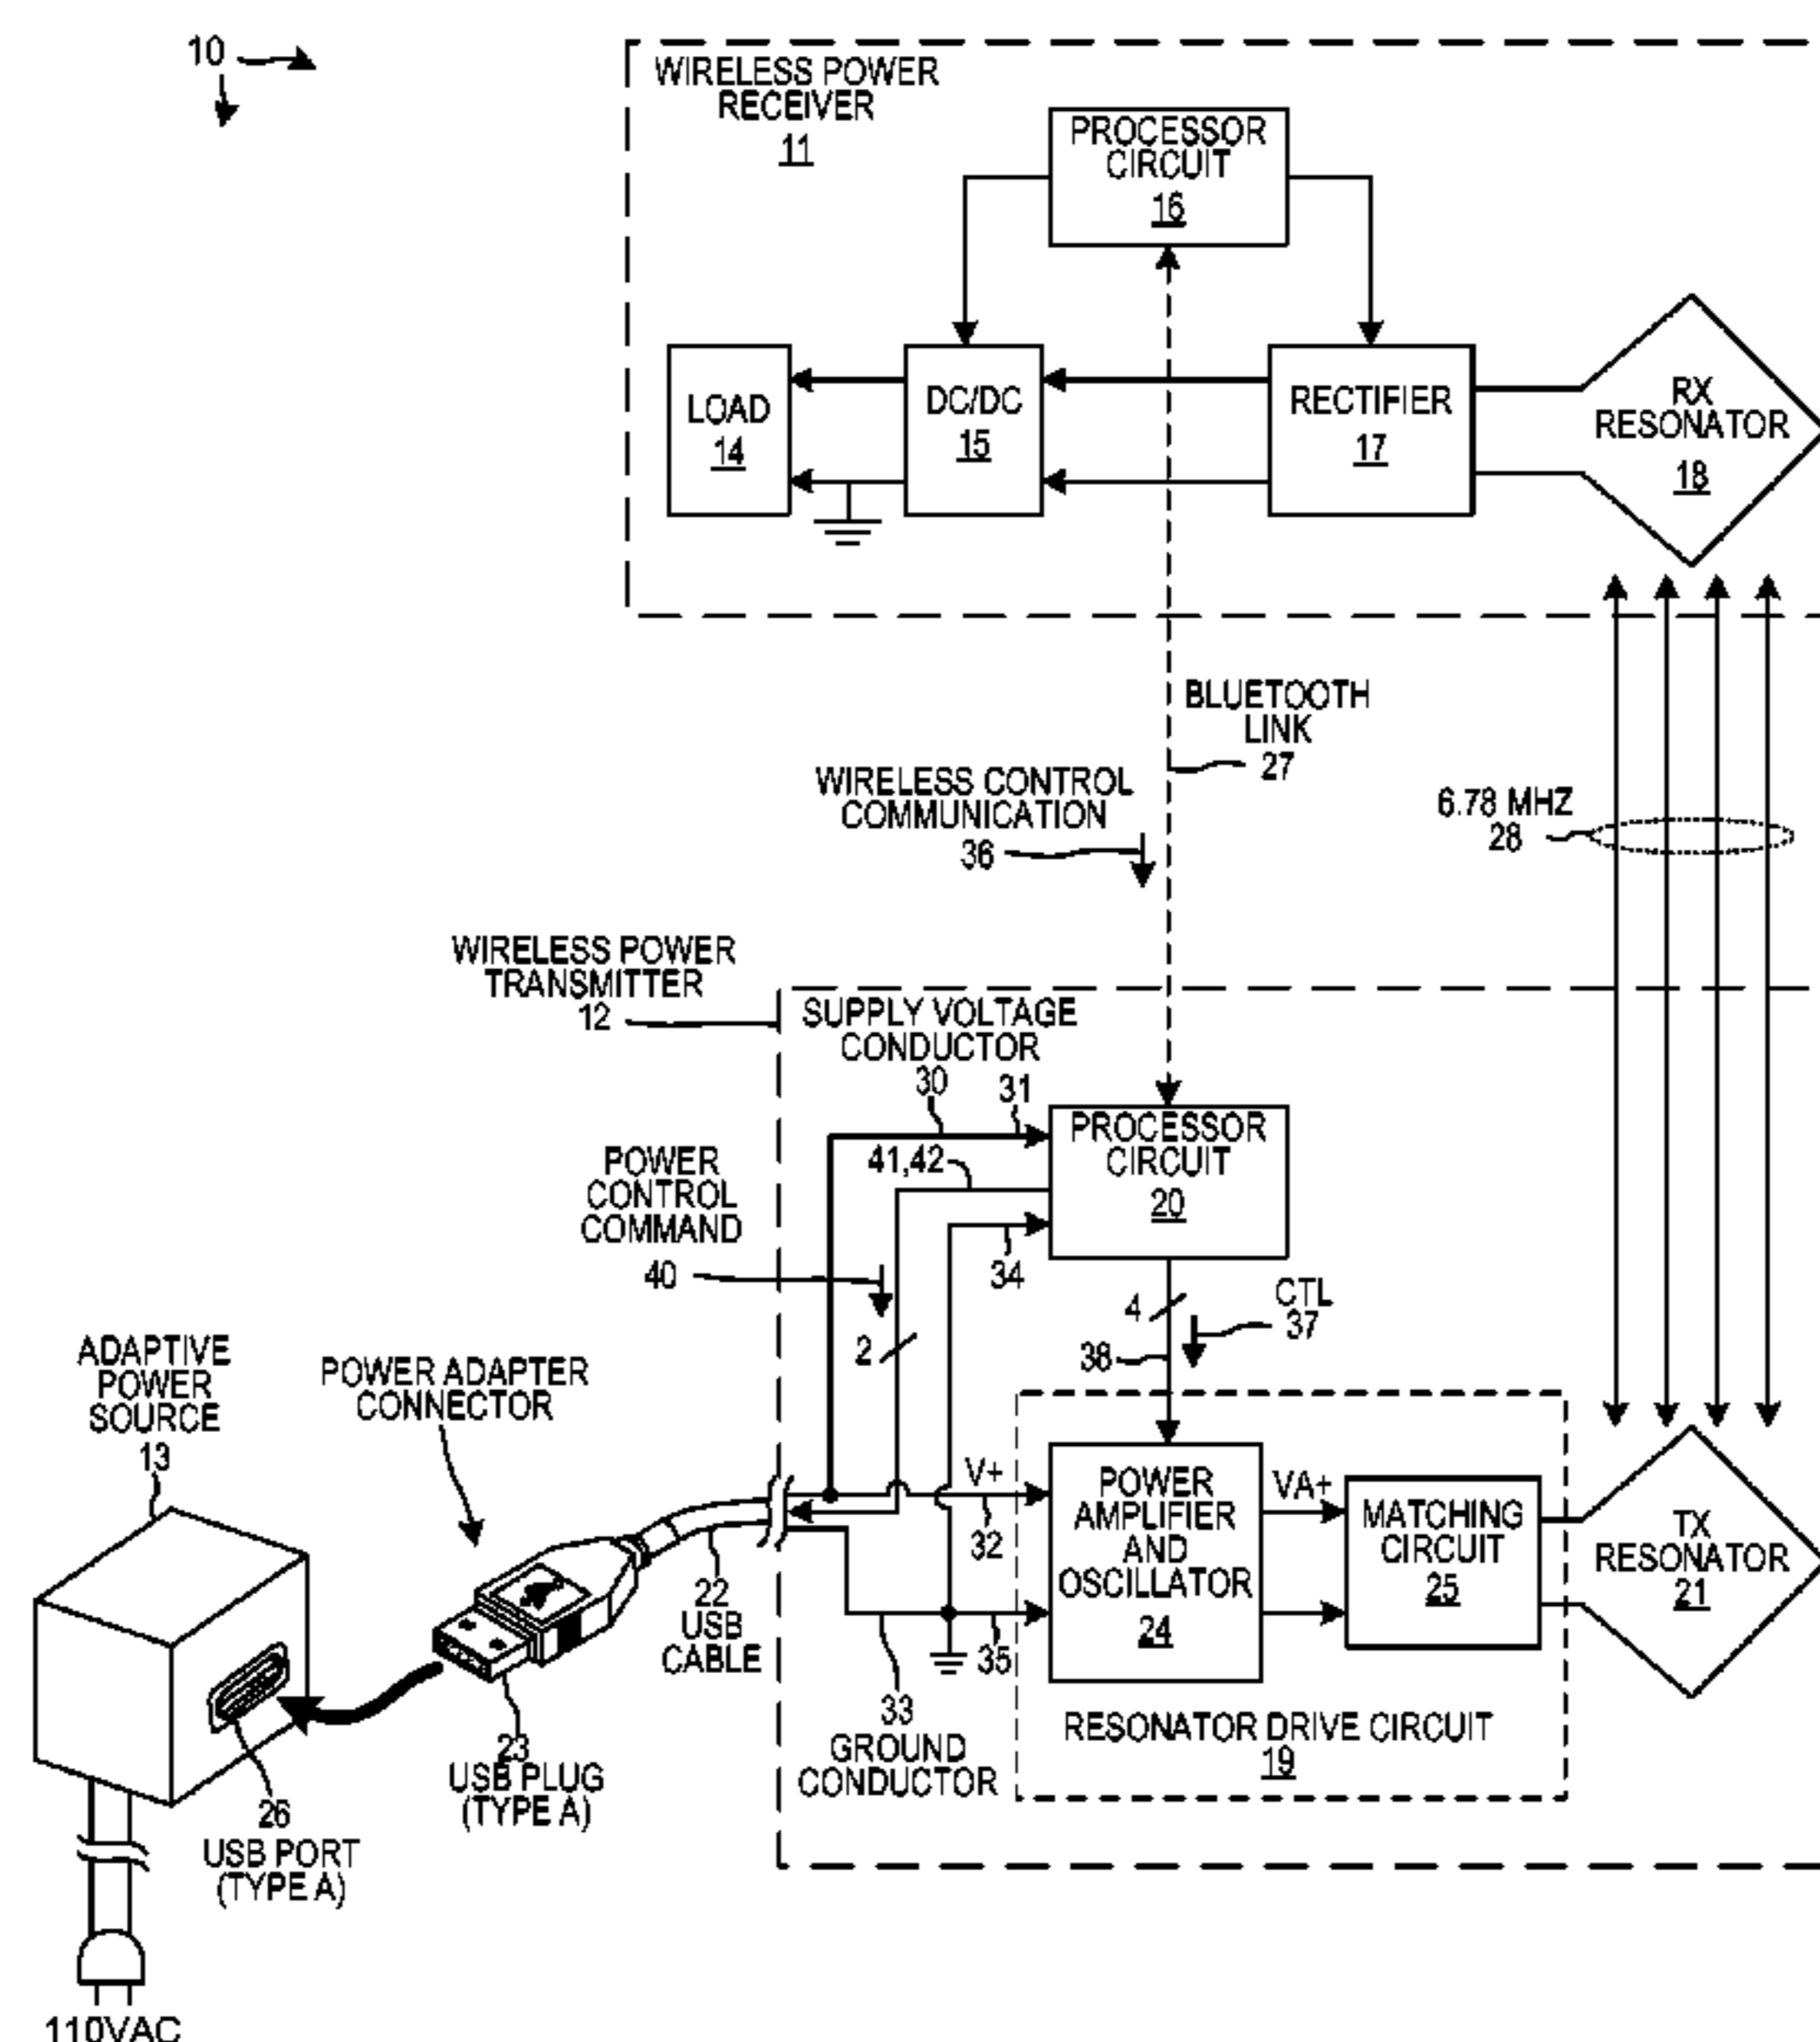 10
WIRELESS POWER
RECEIVER
11
PROCESSOR
CIRCUIT
16
LOAD
14
DC/DC
15
RECTIFIER
17
RX
RESONATOR
18
BLUETOOTH
LINK
27
WIRELESS CONTROL
COMMUNICATION
36
6.78 MHZ
28
WIRELESS POWER
TRANSMITTER
12
SUPPLY VOLTAGE
CONDUCTOR
30
31
PROCESSOR
CIRCUIT
20
41,42
34
POWER
CONTROL
COMMAND
40
2
4
CTL
37
38
ADAPTIVE
POWER
SOURCE
13
POWER ADAPTER
CONNECTOR
V+
32
POWER
AMPLIFIER
AND
OSCILLATOR
24
VA+
MATCHING
CIRCUIT
25
TX
RESONATOR
21
22
USB
CABLE
35
33
GROUND
CONDUCTOR
RESONATOR DRIVE CIRCUIT
19
23
USB PLUG
(TYPE A)
26
USB PORT
(TYPE A)
110VAC